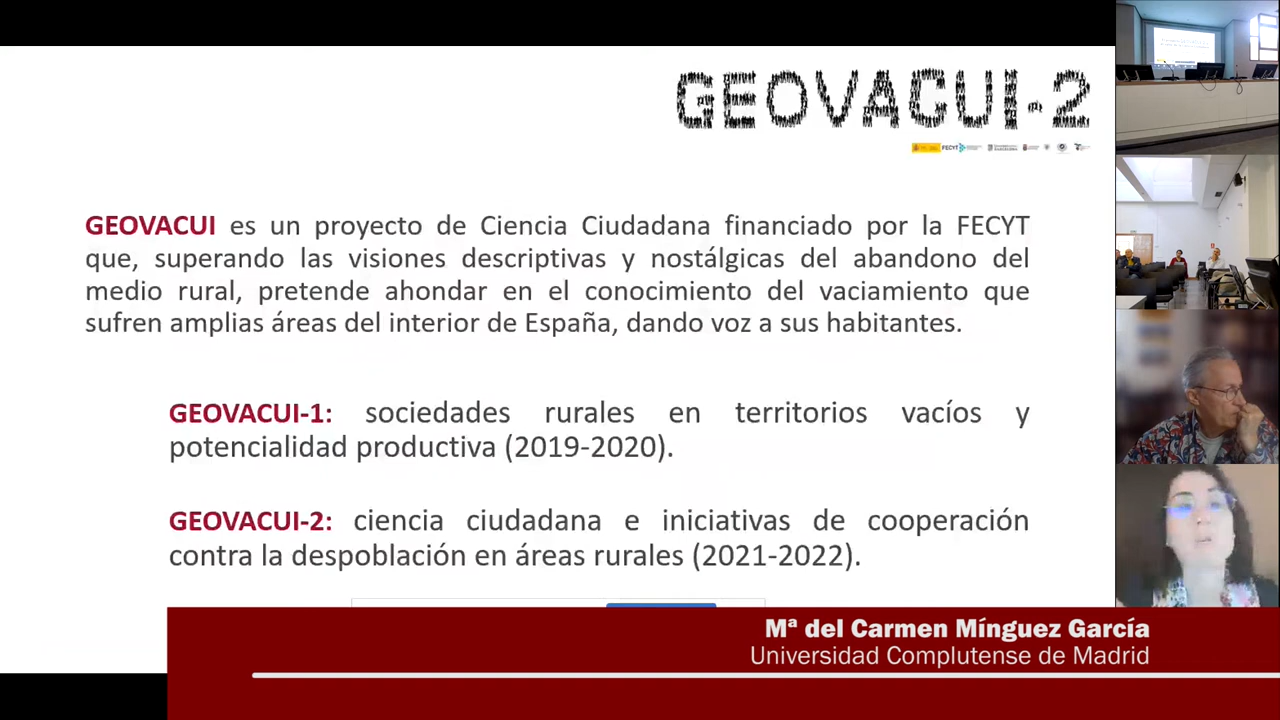 GEOVACUI-2
FECYT
GEOVACUI es un proyecto de Ciencia Ciudadana financiado por la FECYT
que, superando las visiones descriptivas y nostálgicas del abandono del
medio rural, pretende ahondar en el conocimiento del vaciamiento que
sufren amplias áreas del interior de España, dando voz a sus habitantes.
GEOVACUI-1: sociedades rurales en territorios vacíos y
potencialidad productiva (2019-2020).
GEOVACUI-2: ciencia ciudadana e iniciativas de cooperación
contra la despoblación en áreas rurales (2021-2022).
Mª del Carmen Mínguez García
Universidad Complutense de Madrid